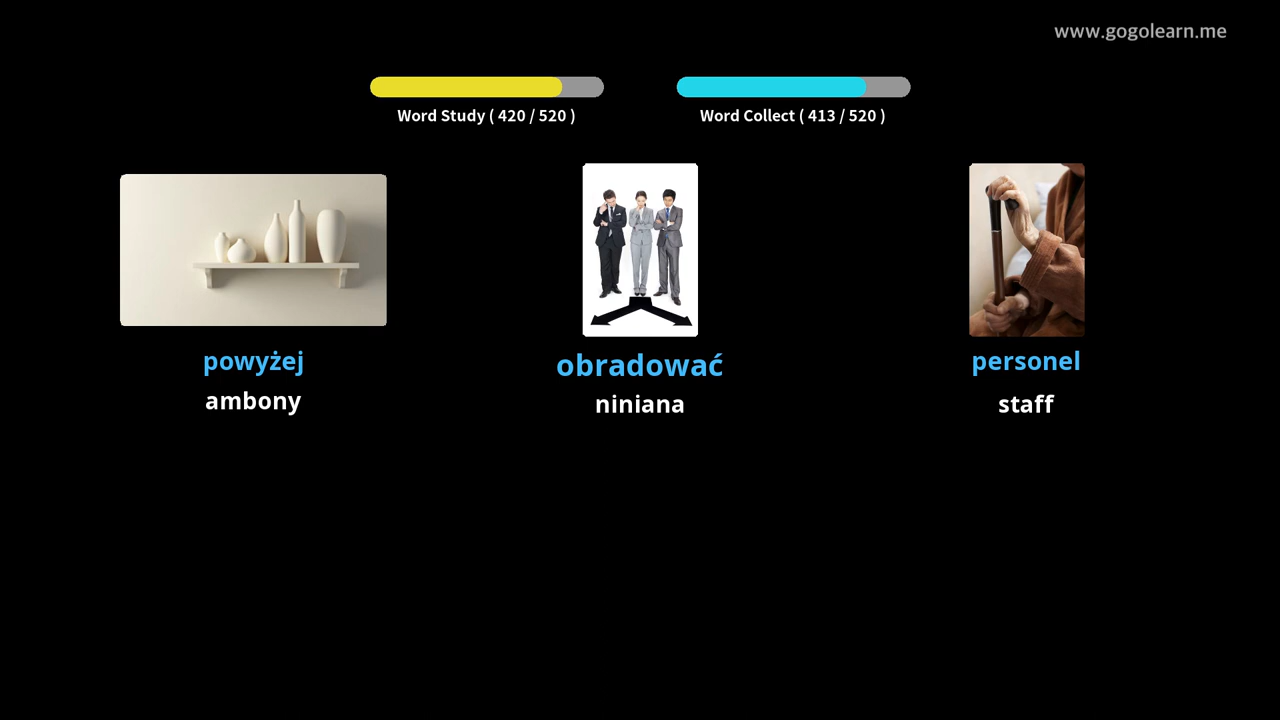 www.gogolearn.me
Word Study ( 420 / 520 )
Word Collect ( 413 / 520 )
powyżej
ambony
obradować
niniana
personel
staff